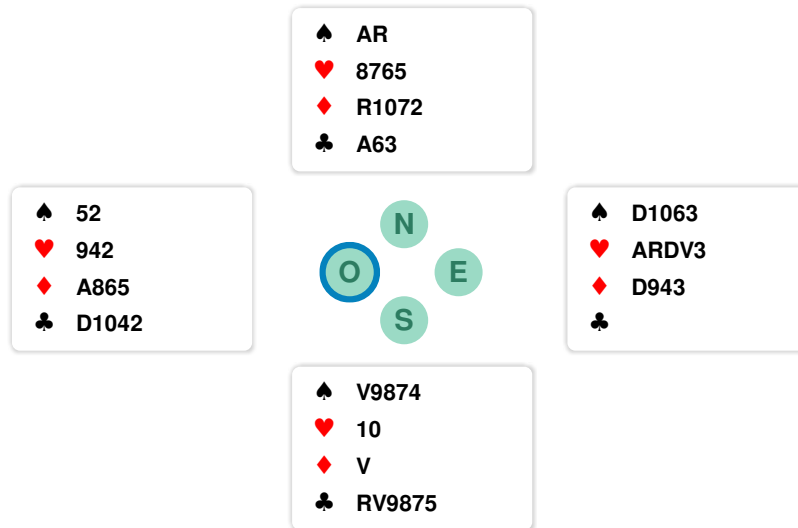 ♠ AR
♥ 8765
♦ R1072
♣ A63
♠ 52
♥ 942
♦ A865
♣ D1042
N
O E
S
♠ D1063
♥ ARDV3
♦ D943
♣
♠ V9874
♥ 10
♦ V
♣ RV9875